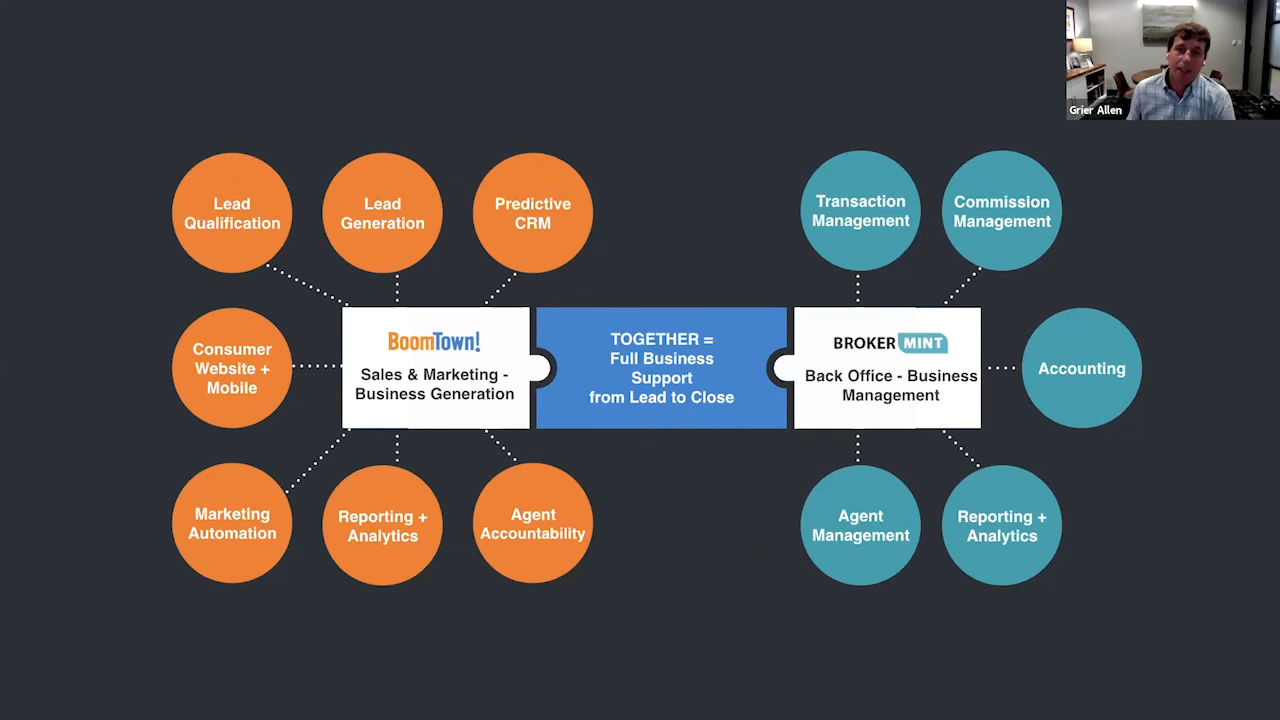 Grier Allen
Lead
Qualification
Lead
Generation
Predictive
CRM
Transaction
Management
Commission
Management
Consumer
Website +
Mobile
BoomTown!
Sales & Marketing -
Business Generation
TOGETHER =
Full Business
Support
from Lead to Close
BROKER MINT
Back Office - Business
Management
Accounting
Marketing
Automation
Reporting +
Analytics
Agent
Accountability
Agent
Management
Reporting +
Analytics